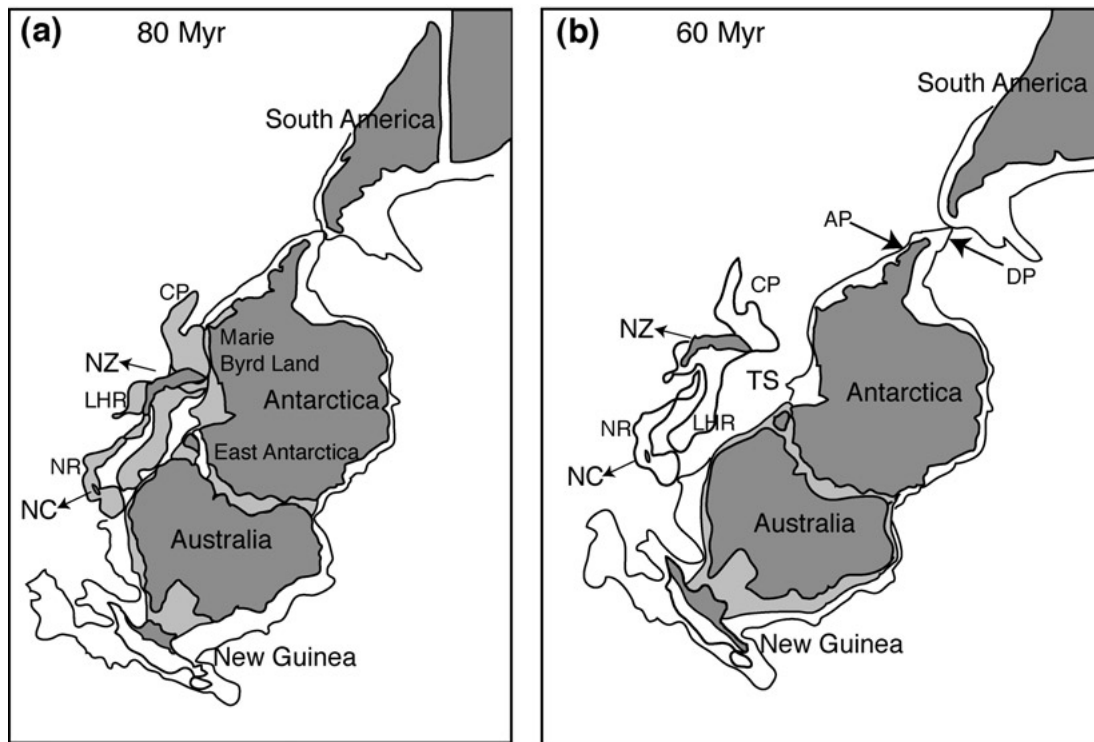 (a)
80 Myr
South America
CP
Marie
Byrd Land
NZ
LHR
Antarctica
East Antarctica
NR
NC
Australia
New Guinea
(b)
60 Myr
South America
AP
DP
CP
NZ
TS
Antarctica
NR
LHR
NC
Australia
New Guinea